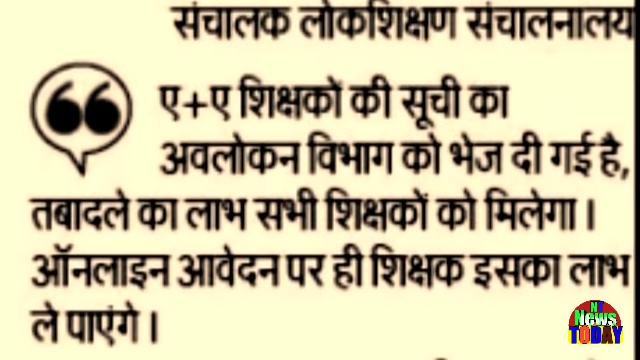 संचालक लोकशिक्षण संचालनालय
ए+ए शिक्षकों की सूची का
अवलोकन विभाग को भेज दी गई है,
तबादले का लाभ सभी शिक्षकों को मिलेगा।
ऑनलाइन आवेदन पर ही शिक्षक इसका लाभ
ले पाएंगे।
NT
News
TODAY